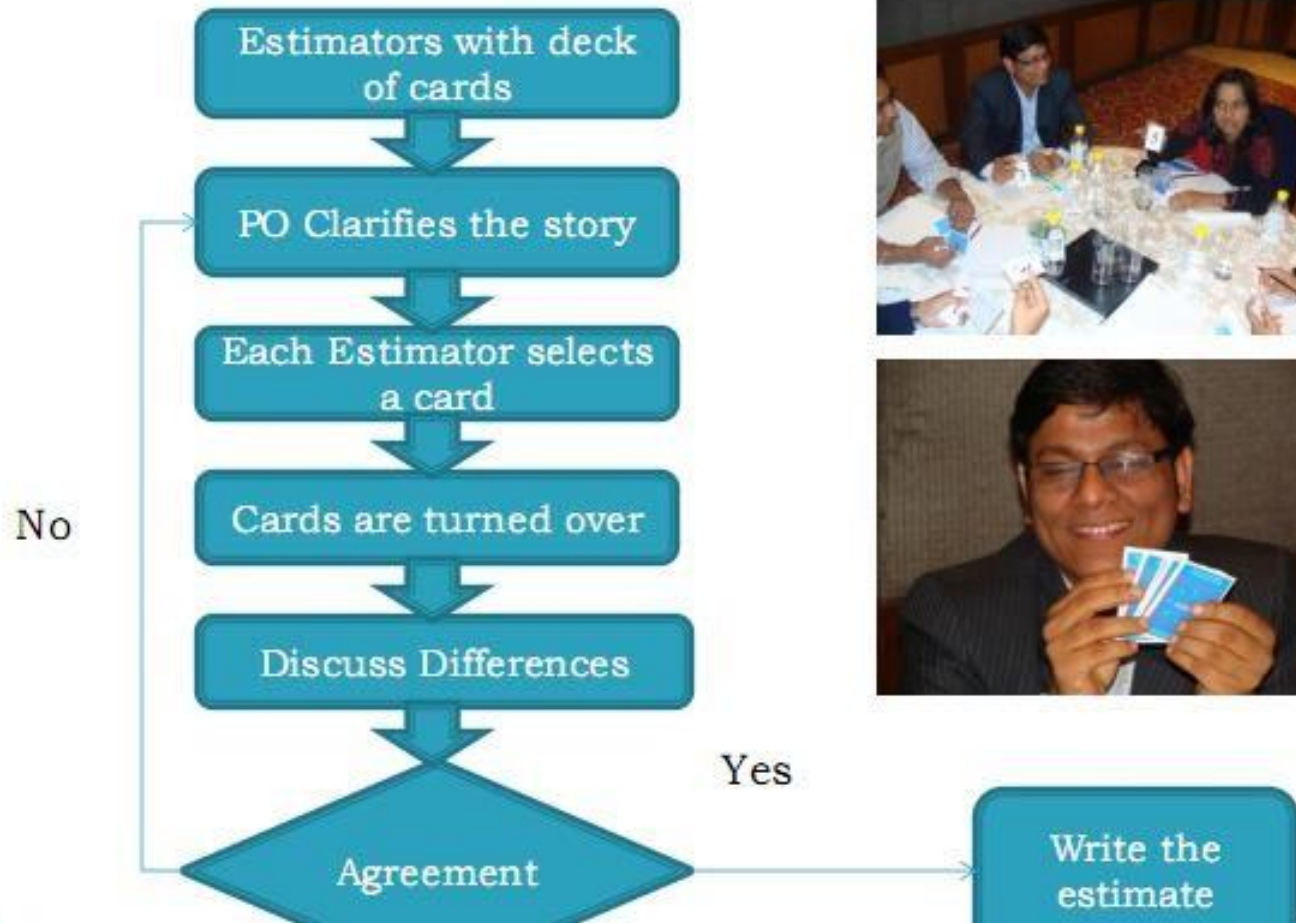 Estimators with deck
of cards
PO Clarifies the story
Each Estimator selects
a card
Cards are turned over
No
Discuss Differences
Yes
Agreement
Write the
estimate